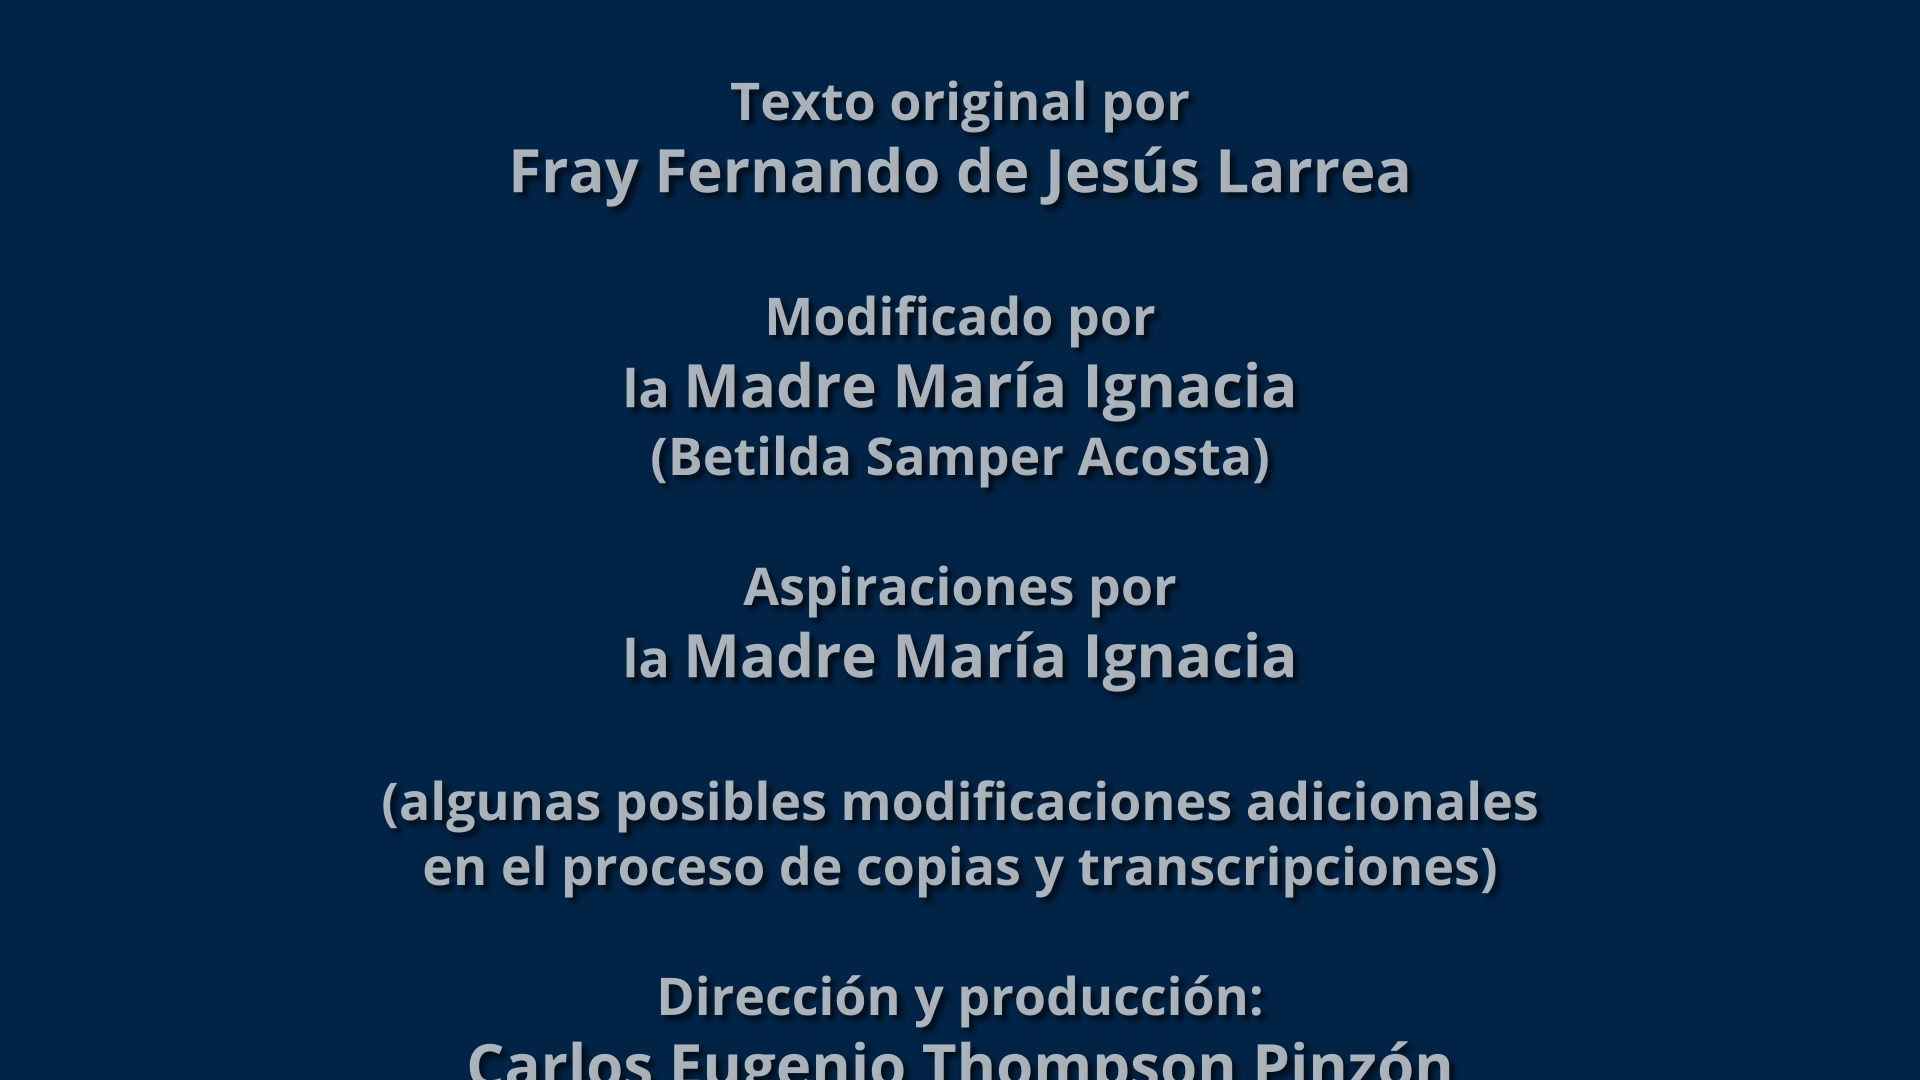 Texto original por
Fray Fernando de Jesús Larrea
Modificado por
la Madre María Ignacia
(Betilda Samper Acosta)
Aspiraciones por
la Madre María Ignacia
(algunas posibles modificaciones adicionales
en el proceso de copias y transcripciones)
Dirección y producción:
Carlos Eugenio Thompson Pinzón